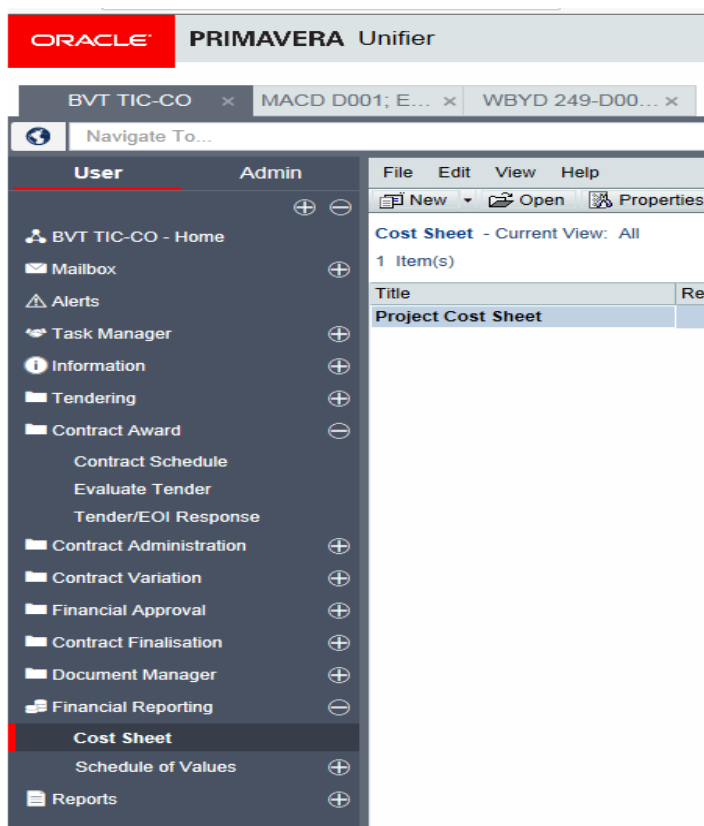 ORACLE PRIMAVERA Unifier
BVT TIC-CO × MACD D001; E... × WBYD 249-D00... ×
Navigate To...
User Admin
BVT TIC-CO - Home
Mailbox
Alerts
Task Manager
Information
Tendering
Contract Award
Contract Schedule
Evaluate Tender
Tender/EOI Response
Contract Administration
Contract Variation
Financial Approval
Contract Finalisation
Document Manager
Financial Reporting
Cost Sheet
Schedule of Values
Reports
File Edit View Help
New Open Properties
Cost Sheet - Current View: All
1 Item(s)
Title Re
Project Cost Sheet